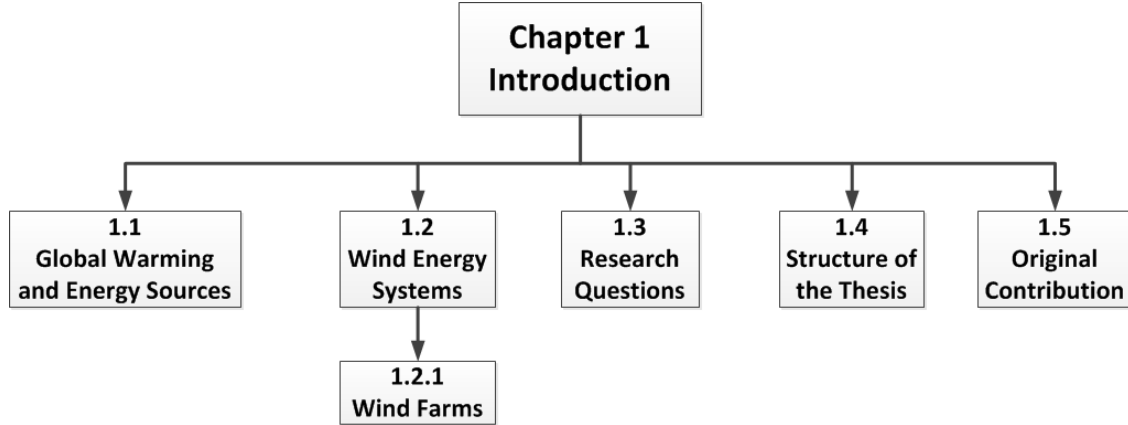 Chapter 1
Introduction
1.1
Global Warming
and Energy Sources
1.2
Wind Energy
Systems
1.3
Research
Questions
1.4
Structure of
the Thesis
1.5
Original
Contribution
1.2.1
Wind Farms